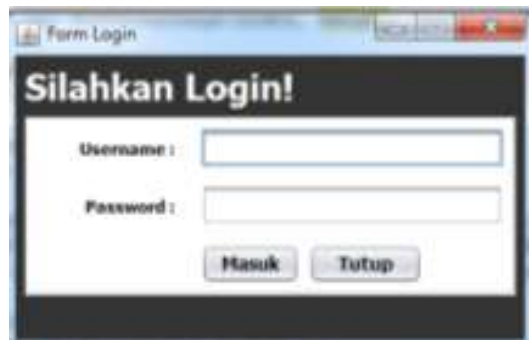 Form Login
Silahkan Login!
Username :
Password :
Masuk Tutup